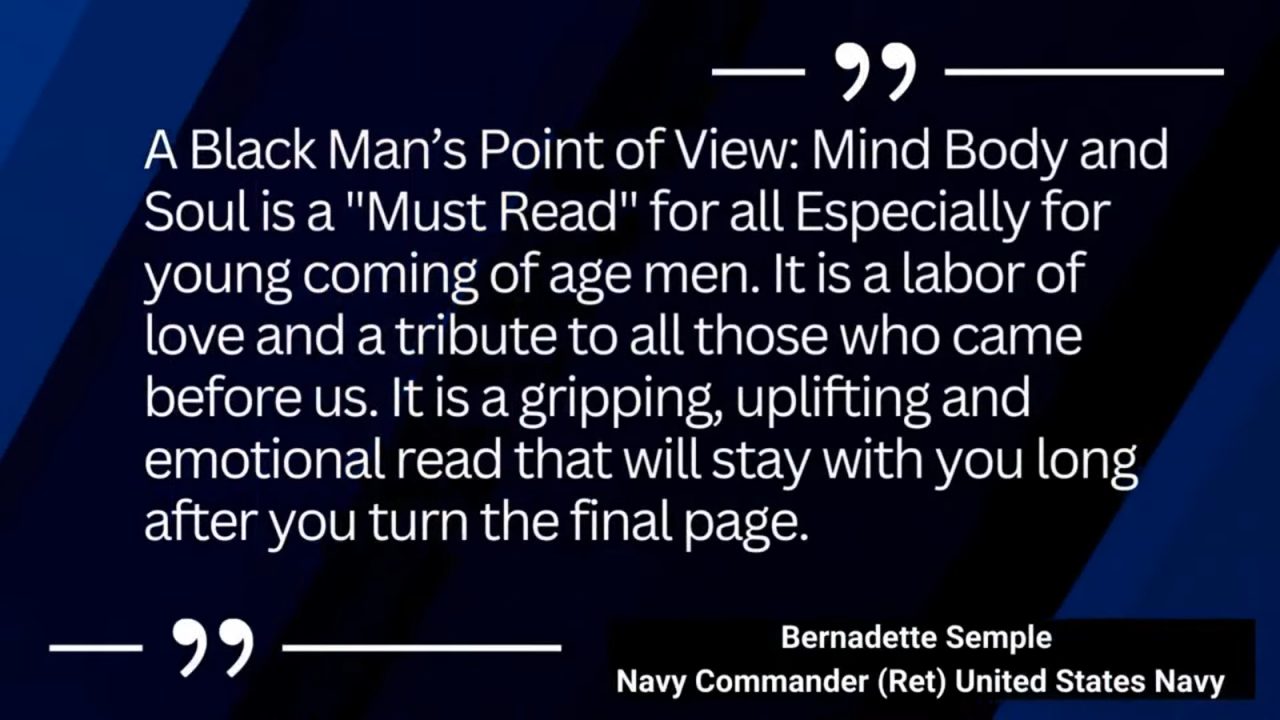 A Black Man’s Point of View: Mind Body and
Soul is a "Must Read" for all Especially for
young coming of age men. It is a labor of
love and a tribute to all those who came
before us. It is a gripping, uplifting and
emotional read that will stay with you long
after you turn the final page.
Bernadette Semple
Navy Commander (Ret) United States Navy